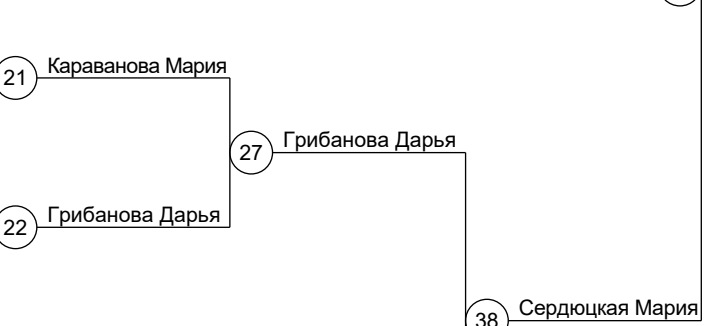 21 Караванова Мария
27 Грибанова Дарья
22 Грибанова Дарья
38 Сердюцкая Мария